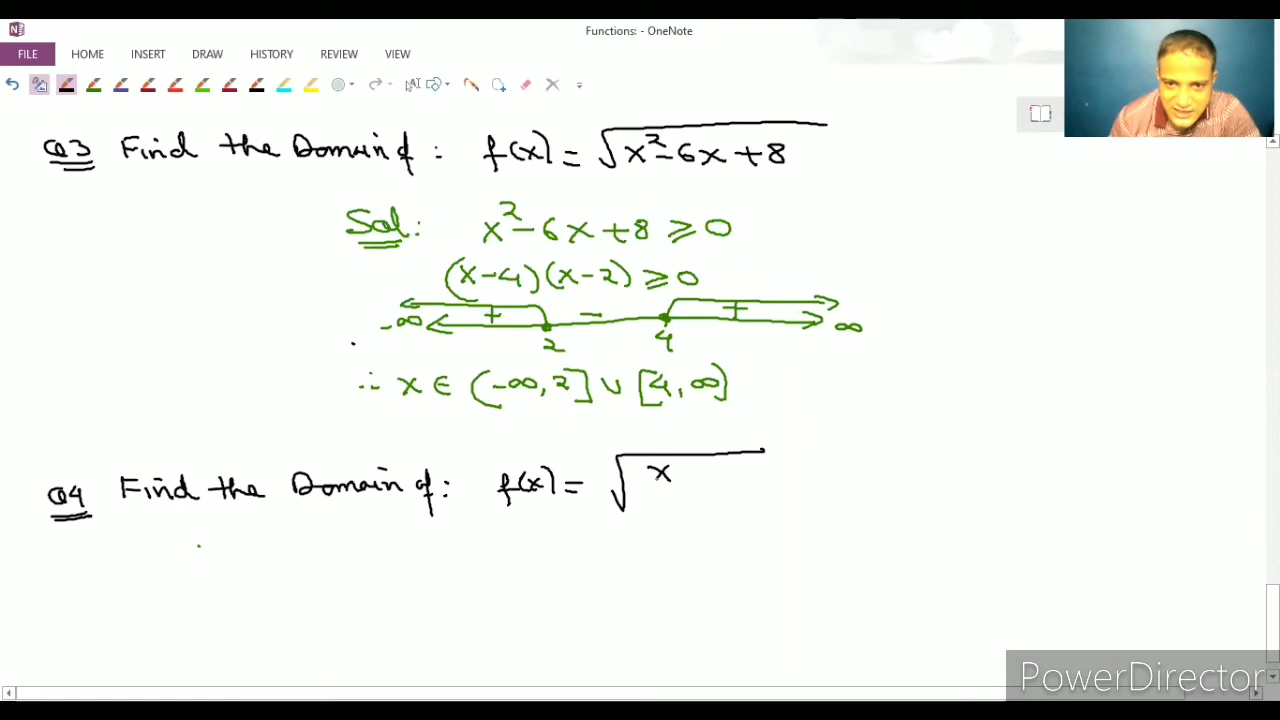 Functions: - OneNote
FILE HOME INSERT DRAW HISTORY REVIEW VIEW
Q3 Find the Domain of : f(x) = √x²-6x+8
Sol: x²-6x+8 ≥ 0
(x-4)(x-2) ≥ 0
-∞ + - + ∞
2 4
∴ x ∈ (-∞,2] ∪ [4,∞)
Q4 Find the Domain of: f(x) = √x
PowerDirector